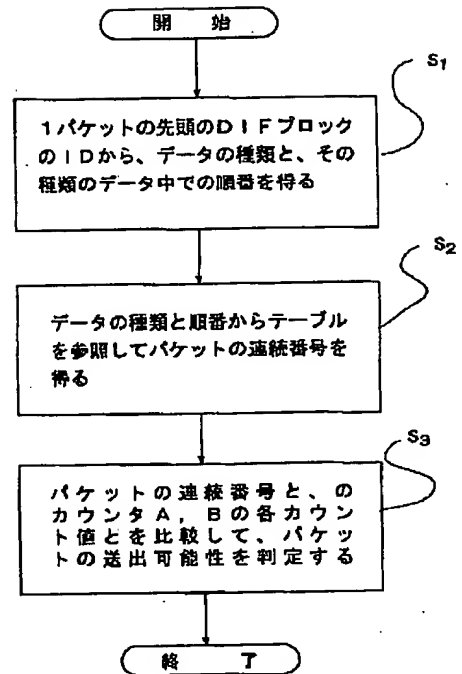 開 始
S1
1パケットの先頭のDIFブロック
のIDから、データの種類と、その
種類のデータ中での順番を得る
S2
データの種類と順番からテーブル
を参照してパケットの連続番号を
得る
S3
パケットの連続番号と、の
カウンタA，Bの各カウン
ト値とを比較して、パケッ
トの送出可能性を判定する
終 了